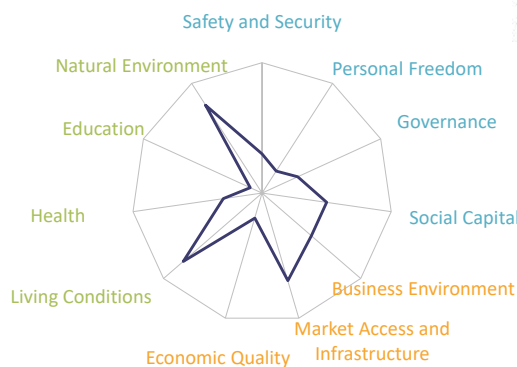 Safety and Security
Natural Environment
Personal Freedom
Education
Governance
Health
Social Capital
Living Conditions
Business Environment
Market Access and
Infrastructure
Economic Quality